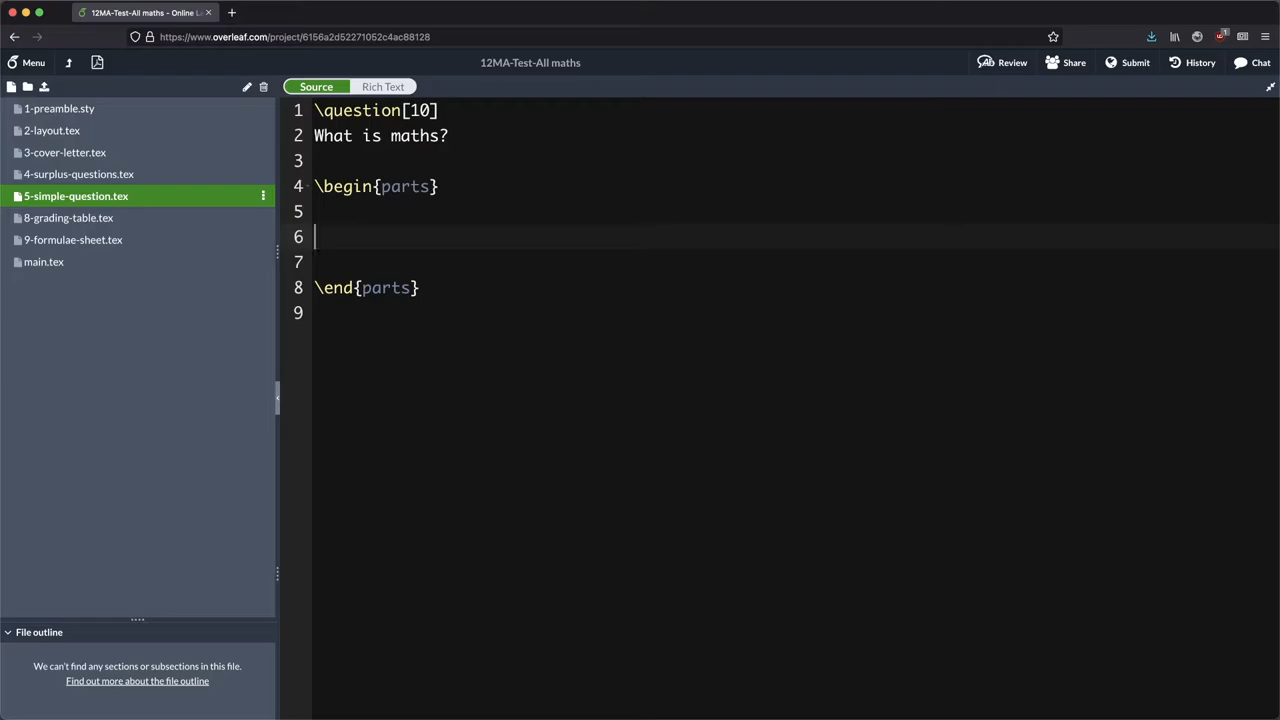 12MA-Test-All maths - Online L
https://www.overleaf.com/project/6156a2d52271052c4ac88128
Menu
12MA-Test-All maths
Review
Share
Submit
History
Chat
Source
Rich Text
1-preamble.sty
2-layout.tex
3-cover-letter.tex
4-surplus-questions.tex
5-simple-question.tex
8-grading-table.tex
9-formulae-sheet.tex
main.tex
1 \question[10]
2 What is maths?
3
4 \begin{parts}
5
6
7
8 \end{parts}
9
File outline
We can't find any sections or subsections in this file.
Find out more about the file outline